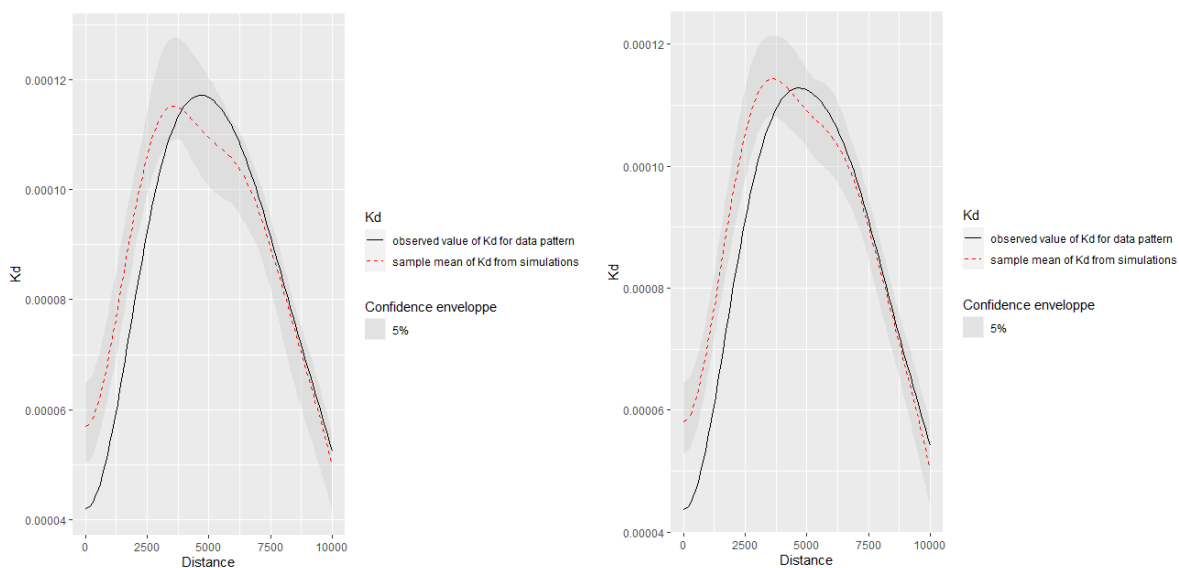 0.00012
0.00010
0.00008
0.00006
0.00004
Kd
0
2500
5000
7500
10000
Distance
Kd
observed value of Kd for data pattern
sample mean of Kd from simulations
Confidence enveloppe
5%
0.00012
0.00010
0.00008
0.00006
0.00004
Kd
0
2500
5000
7500
10000
Distance
Kd
observed value of Kd for data pattern
sample mean of Kd from simulations
Confidence enveloppe
5%